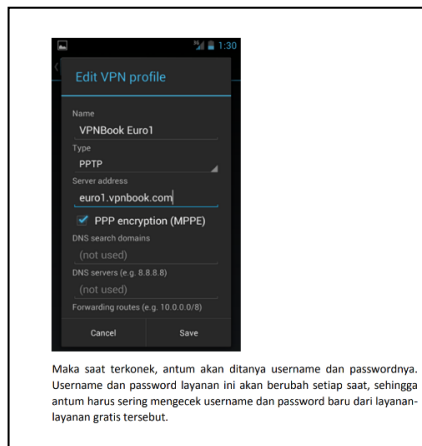 1:30
Edit VPN profile
Name
VPNBook Euro1
Type
PPTP
Server address
euro1.vpnbook.com
PPP encryption (MPPE)
DNS search domains
(not used)
DNS servers (e.g. 8.8.8.8)
(not used)
Forwarding routes (e.g. 10.0.0.0/8)
Cancel Save
Maka saat terkonek, antum akan ditanya username dan passwordnya.
Username dan password layanan ini akan berubah setiap saat, sehingga
antum harus sering mengecek username dan password baru dari layanan-
layanan gratis tersebut.